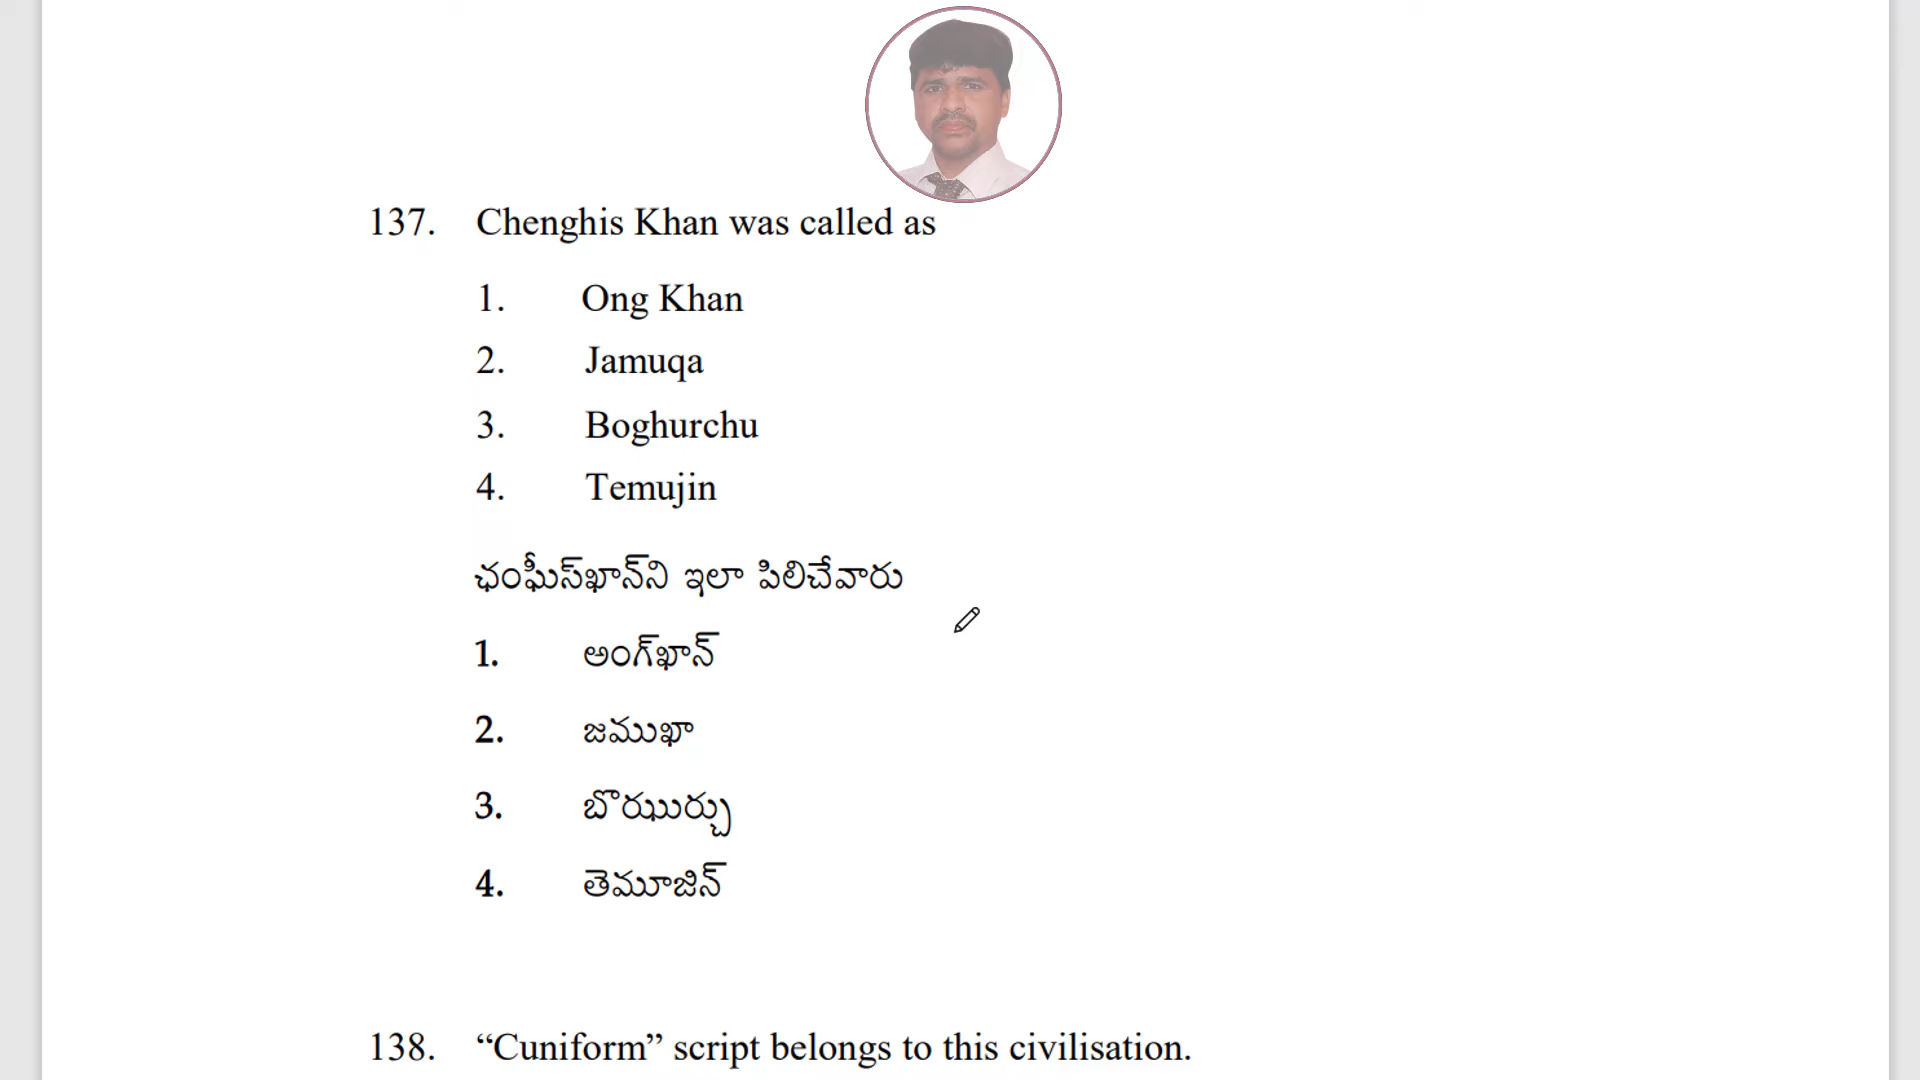 137. Chenghis Khan was called as
1. Ong Khan
2. Jamuqa
3. Boghurchu
4. Temujin
ఛంఘీస్‌ఖాన్‌ని ఇలా పిలిచేవారు
1. అంగ్‌ఖాన్
2. జముఖా
3. బొఝుర్చు
4. తెమూజిన్
138. “Cuniform” script belongs to this civilisation.